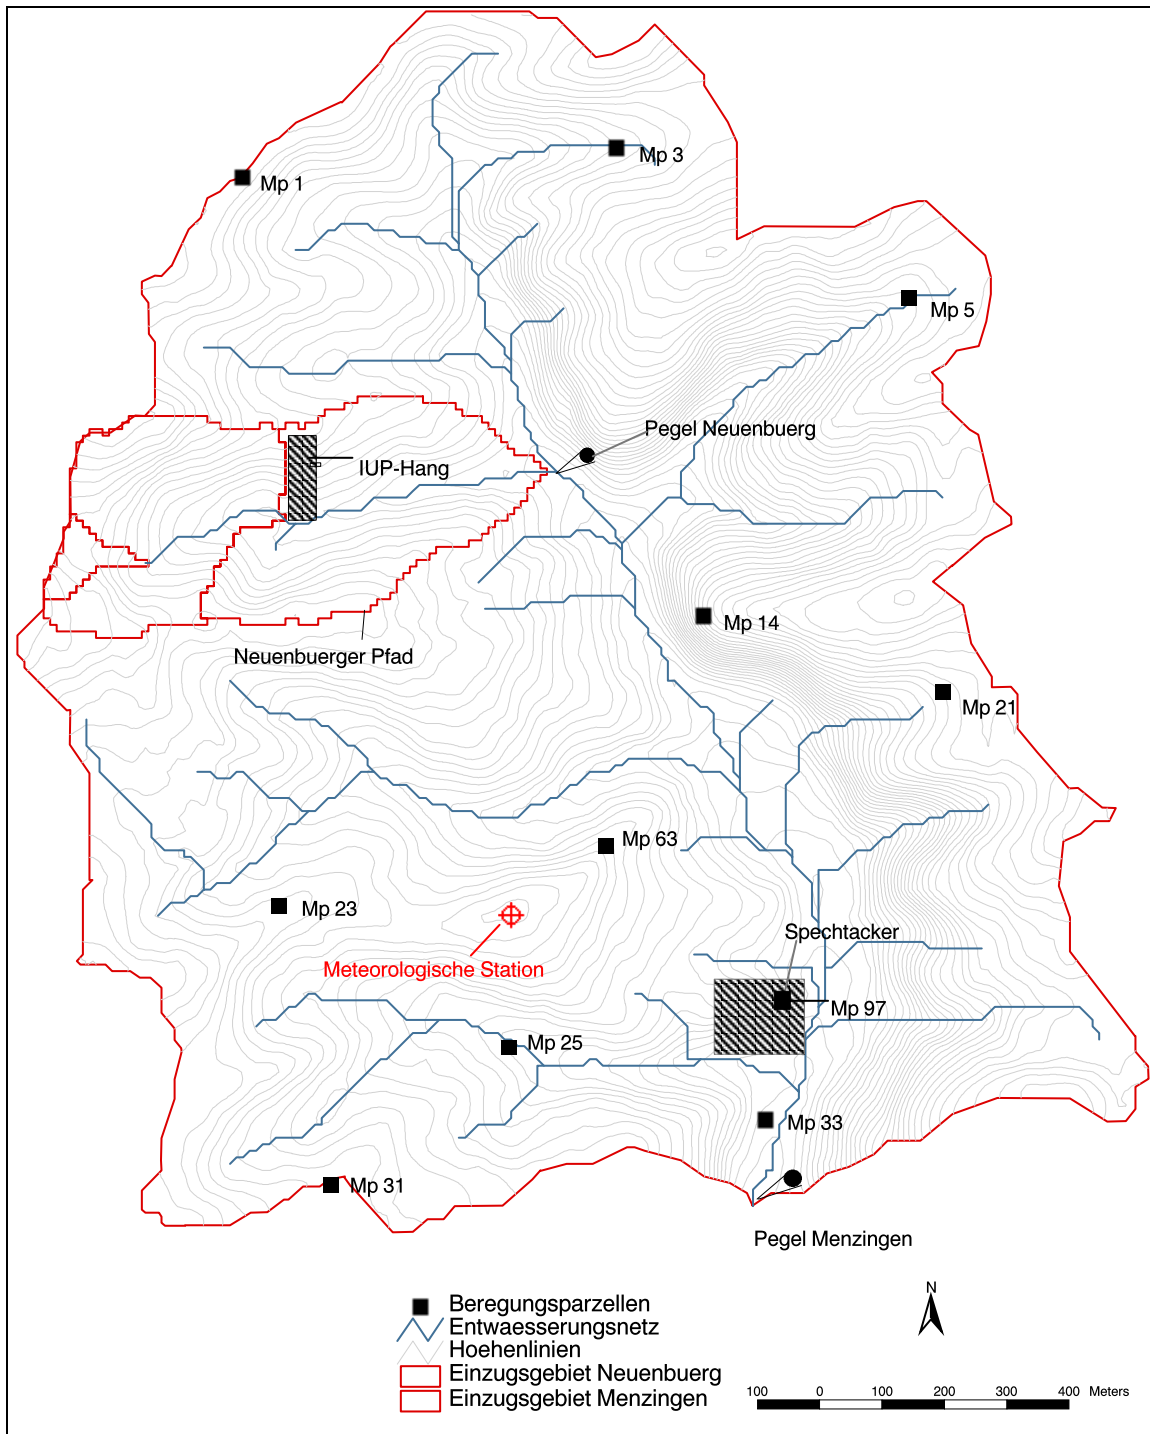 Mp 3
Mp 1
Mp 5
Pegel Neuenbuerg
IUP-Hang
Mp 14
Neuenbuerger Pfad
Mp 21
Mp 63
Mp 23
Spechtacker
Meteorologische Station
Mp 97
Mp 25
Mp 33
Mp 31
Pegel Menzingen
N
Beregungsparzellen
Entwaesserungsnetz
Hoehenlinien
Einzugsgebiet Neuenbuerg
Einzugsgebiet Menzingen
100 0 100 200 300 400 Meters